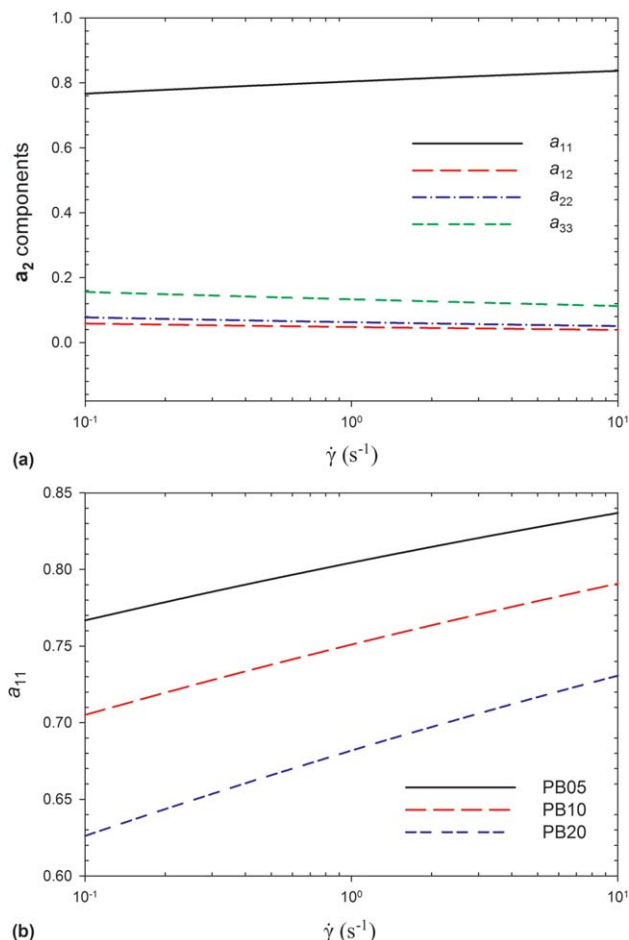 1.0
0.8
0.6
0.4
0.2
0.0
a₂ components
a₁₁
a₁₂
a₂₂
a₃₃
10⁻¹ 10⁰ 10¹
(a) γ̇ (s⁻¹)
0.85
0.80
0.75
0.70
0.65
0.60
a₁₁
PB05
PB10
PB20
10⁻¹ 10⁰ 10¹
(b) γ̇ (s⁻¹)